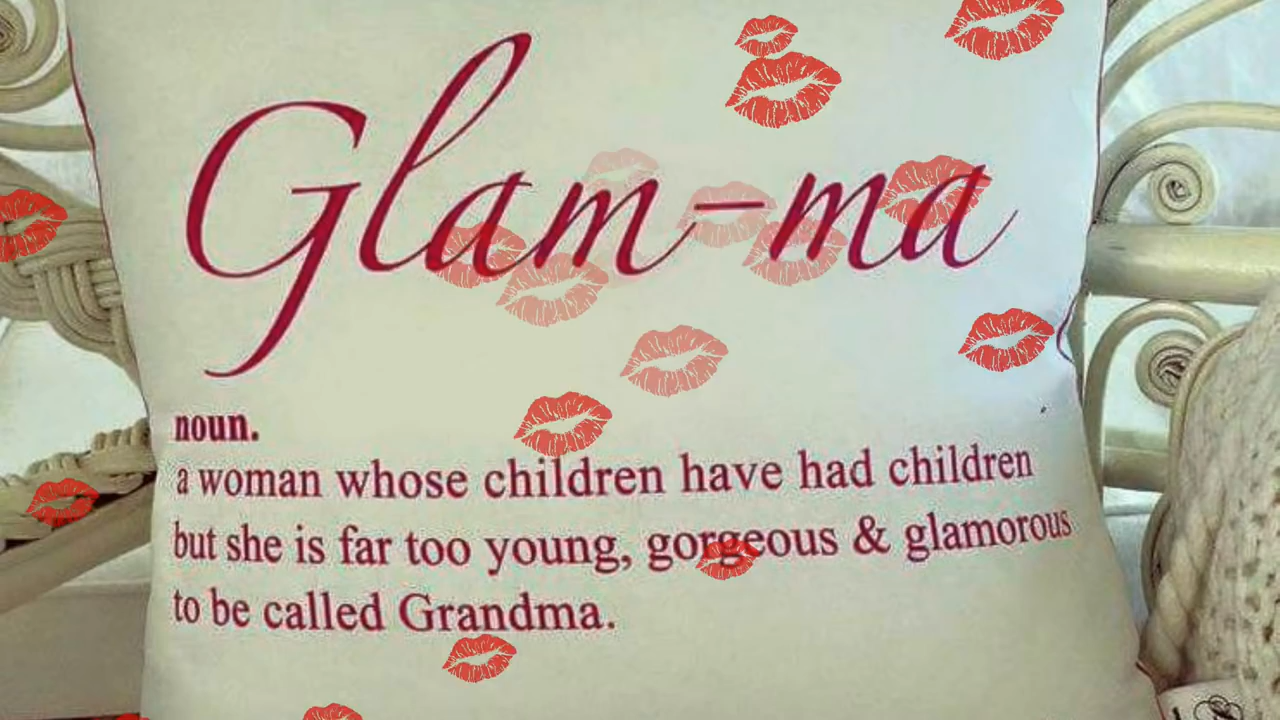 Glam-ma
noun.
a woman whose children have had children
but she is far too young, gorgeous & glamorous
to be called Grandma.